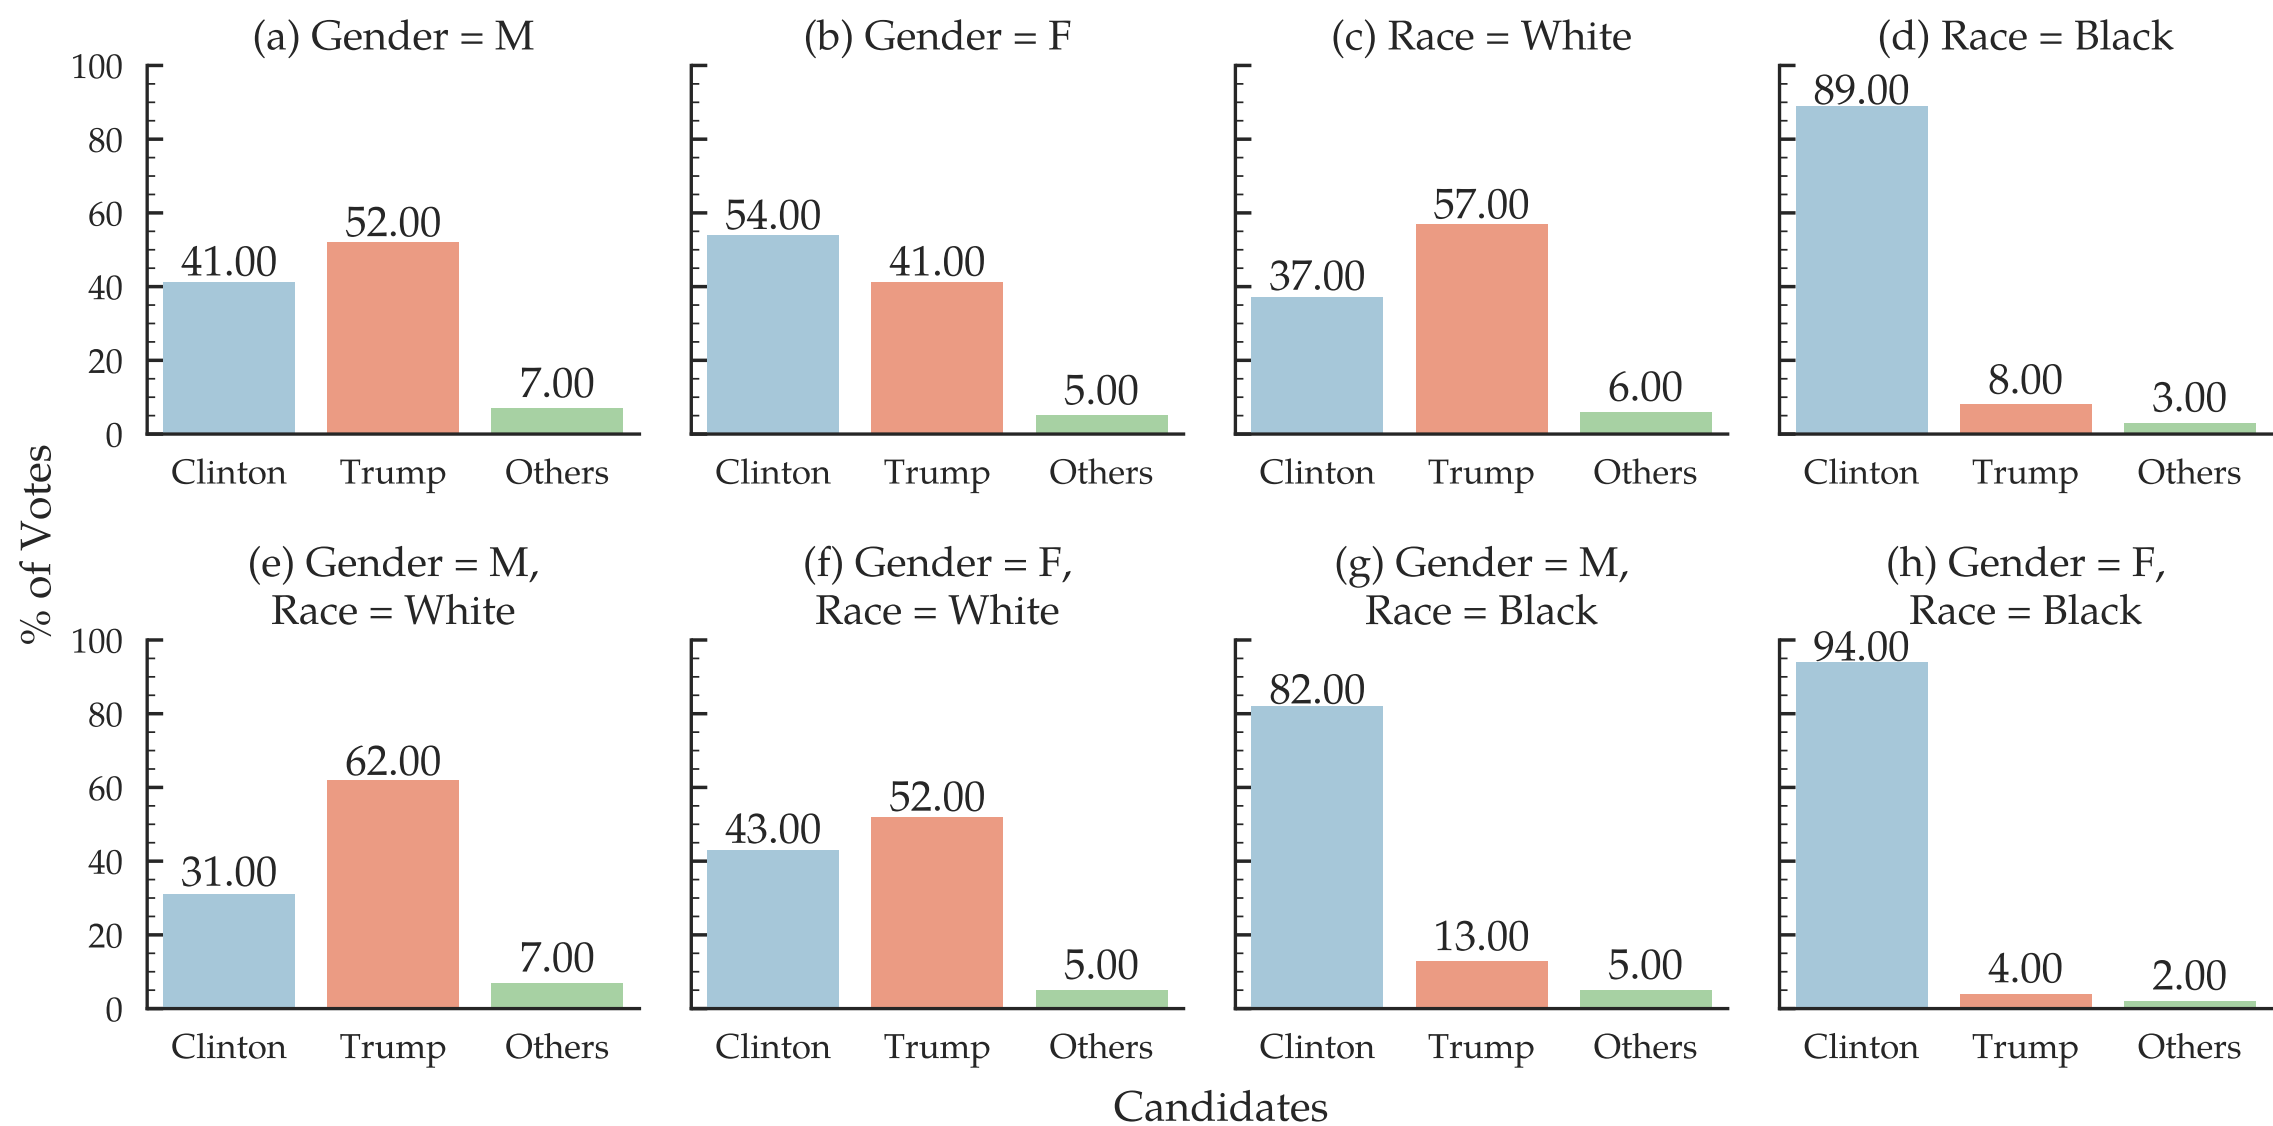 (a) Gender = M
(b) Gender = F
(c) Race = White
(d) Race = Black
100
80
60
40
20
0
41.00
52.00
7.00
54.00
41.00
5.00
37.00
57.00
6.00
89.00
8.00
3.00
Clinton
Trump
Others
Clinton
Trump
Others
Clinton
Trump
Others
Clinton
Trump
Others
% of Votes
(e) Gender = M,
Race = White
(f) Gender = F,
Race = White
(g) Gender = M,
Race = Black
(h) Gender = F,
Race = Black
100
80
60
40
20
0
31.00
62.00
7.00
43.00
52.00
5.00
82.00
13.00
5.00
94.00
4.00
2.00
Clinton
Trump
Others
Clinton
Trump
Others
Clinton
Trump
Others
Clinton
Trump
Others
Candidates